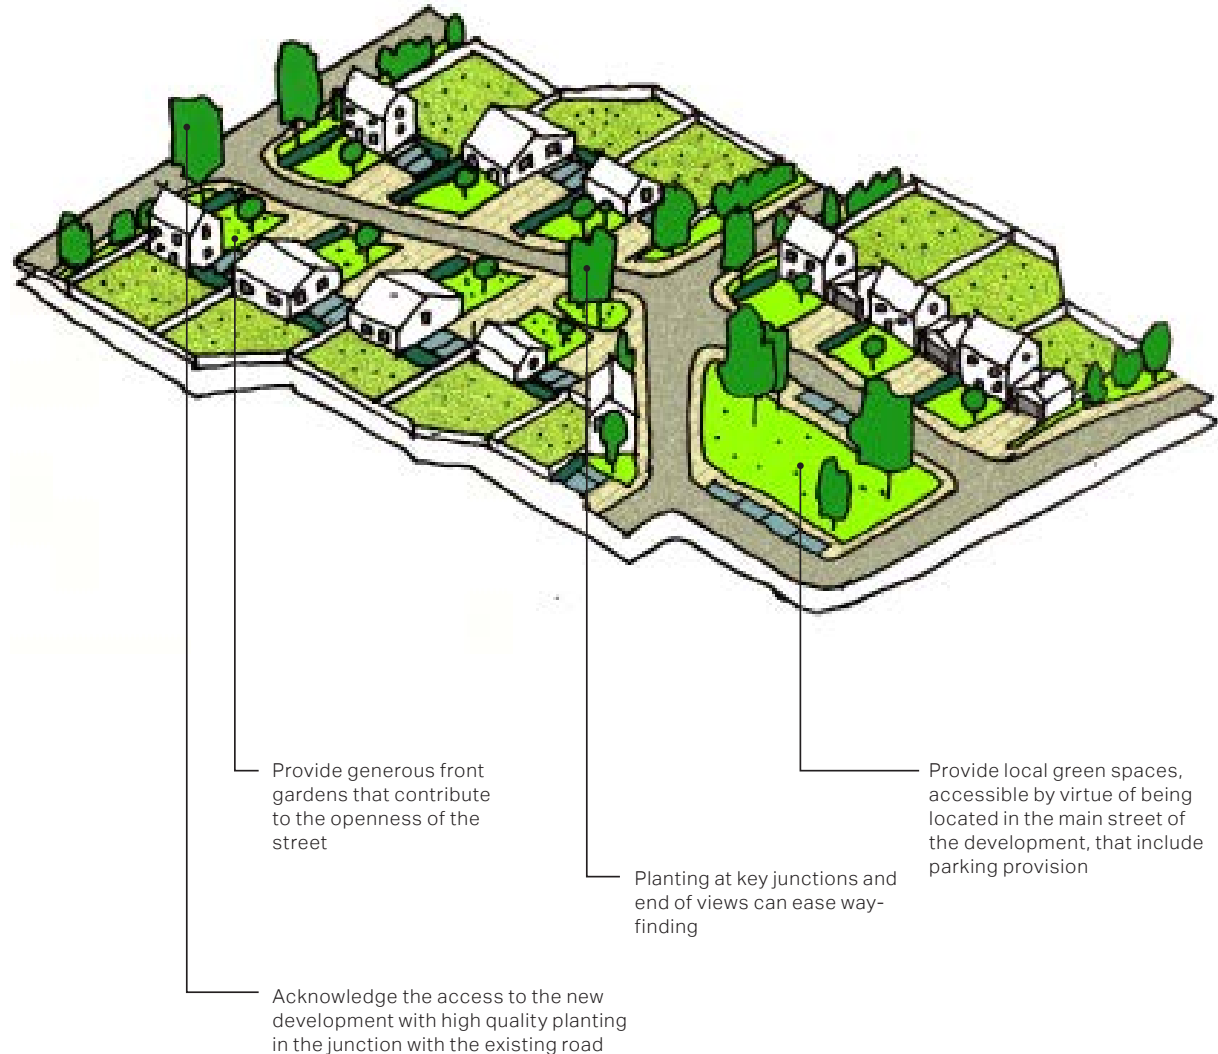 Provide generous front
gardens that contribute
to the openness of the
street
Provide local green spaces,
accessible by virtue of being
located in the main street of
the development, that include
parking provision
Planting at key junctions and
end of views can ease way-
finding
Acknowledge the access to the new
development with high quality planting
in the junction with the existing road